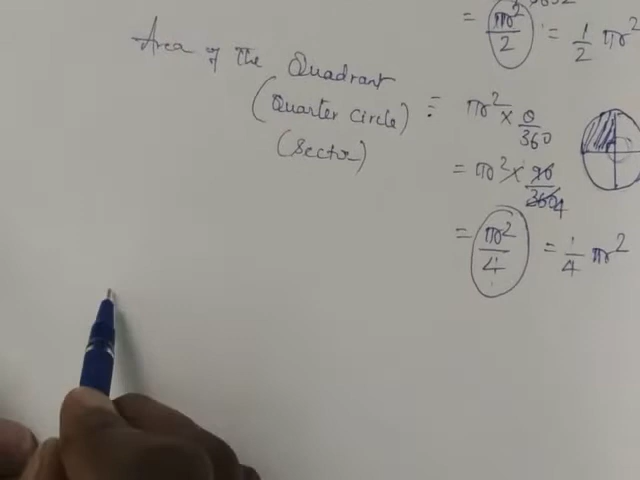 = πr²/2 = 1/2 πr²
Area of the Quadrant
(Quarter Circle) = πr² × θ/360
(Sector)
= πr² × 90/360 4
= πr²/4 = 1/4 πr²